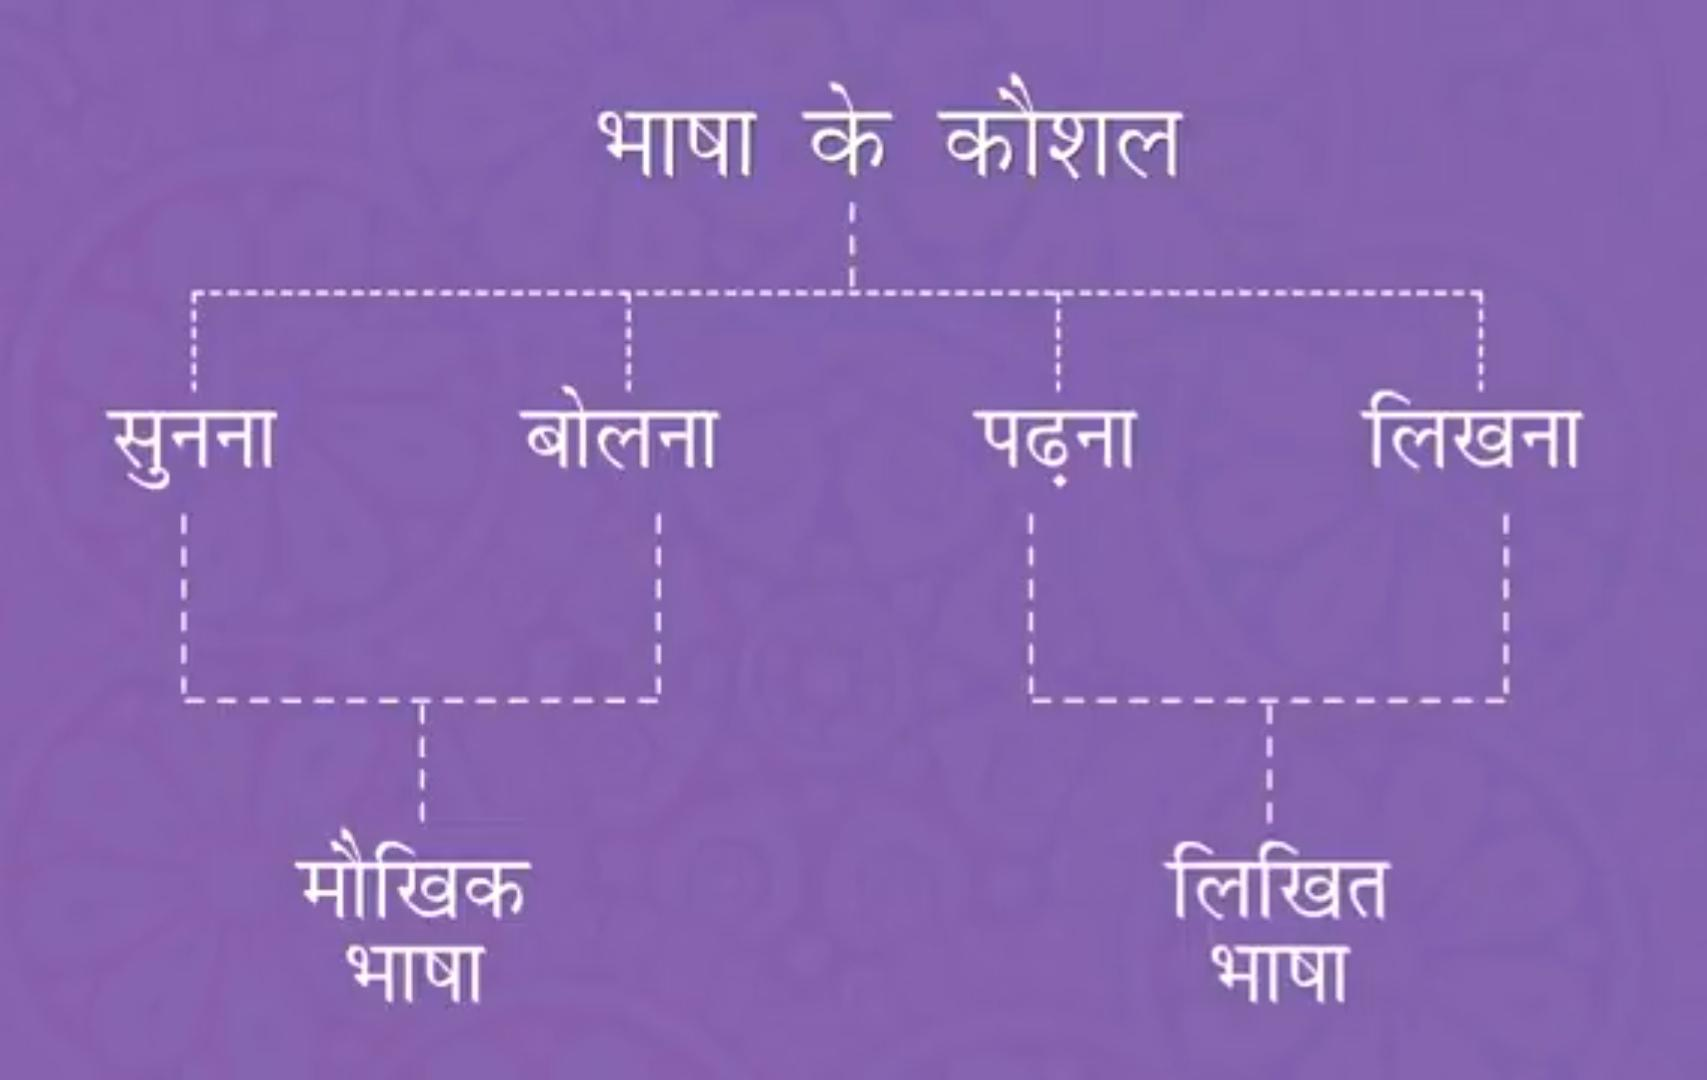 भाषा के कौशल
सुनना बोलना पढ़ना लिखना
मौखिक
भाषा
लिखित
भाषा